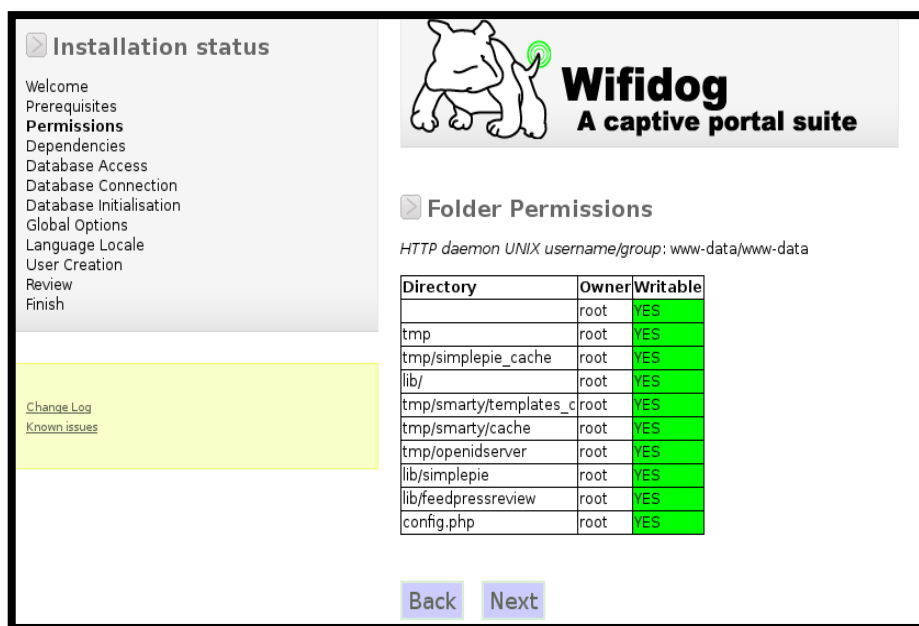 Installation status
Welcome
Prerequisites
Permissions
Dependencies
Database Access
Database Connection
Database Initialisation
Global Options
Language Locale
User Creation
Review
Finish
Change Log
Known issues
Wifidog
A captive portal suite
Folder Permissions
HTTP daemon UNIX username/group: www-data/www-data
Directory Owner Writable
root YES
tmp root YES
tmp/simplepie_cache root YES
lib/ root YES
tmp/smarty/templates_c root YES
tmp/smarty/cache root YES
tmp/openidserver root YES
lib/simplepie root YES
lib/feedpressreview root YES
config.php root YES
Back Next